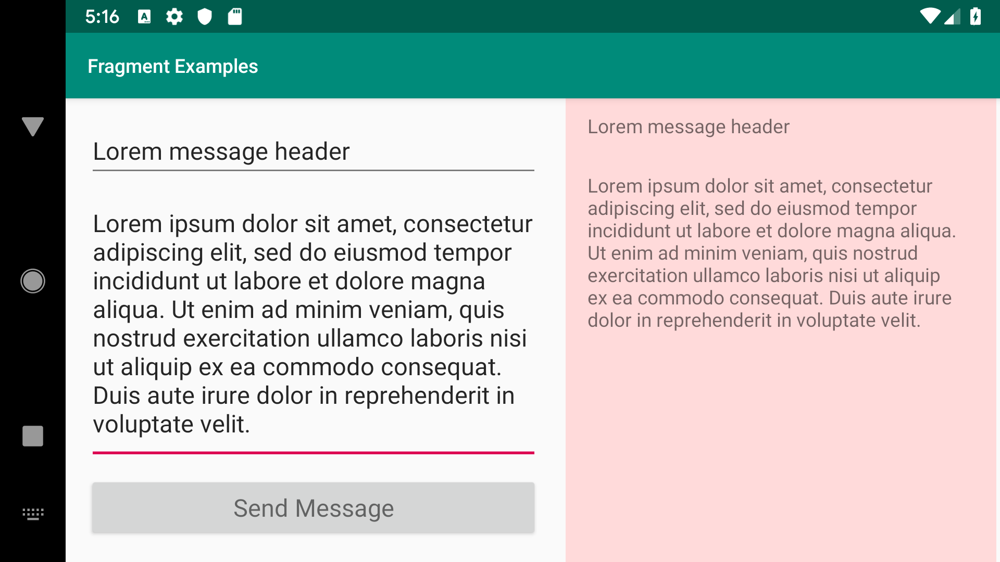 5:16
Fragment Examples
Lorem message header
Lorem ipsum dolor sit amet, consectetur
adipiscing elit, sed do eiusmod tempor
incididunt ut labore et dolore magna
aliqua. Ut enim ad minim veniam, quis
nostrud exercitation ullamco laboris nisi
ut aliquip ex ea commodo consequat.
Duis aute irure dolor in reprehenderit in
voluptate velit.
Send Message
Lorem message header
Lorem ipsum dolor sit amet, consectetur
adipiscing elit, sed do eiusmod tempor
incididunt ut labore et dolore magna aliqua.
Ut enim ad minim veniam, quis nostrud
exercitation ullamco laboris nisi ut aliquip
ex ea commodo consequat. Duis aute irure
dolor in reprehenderit in voluptate velit.